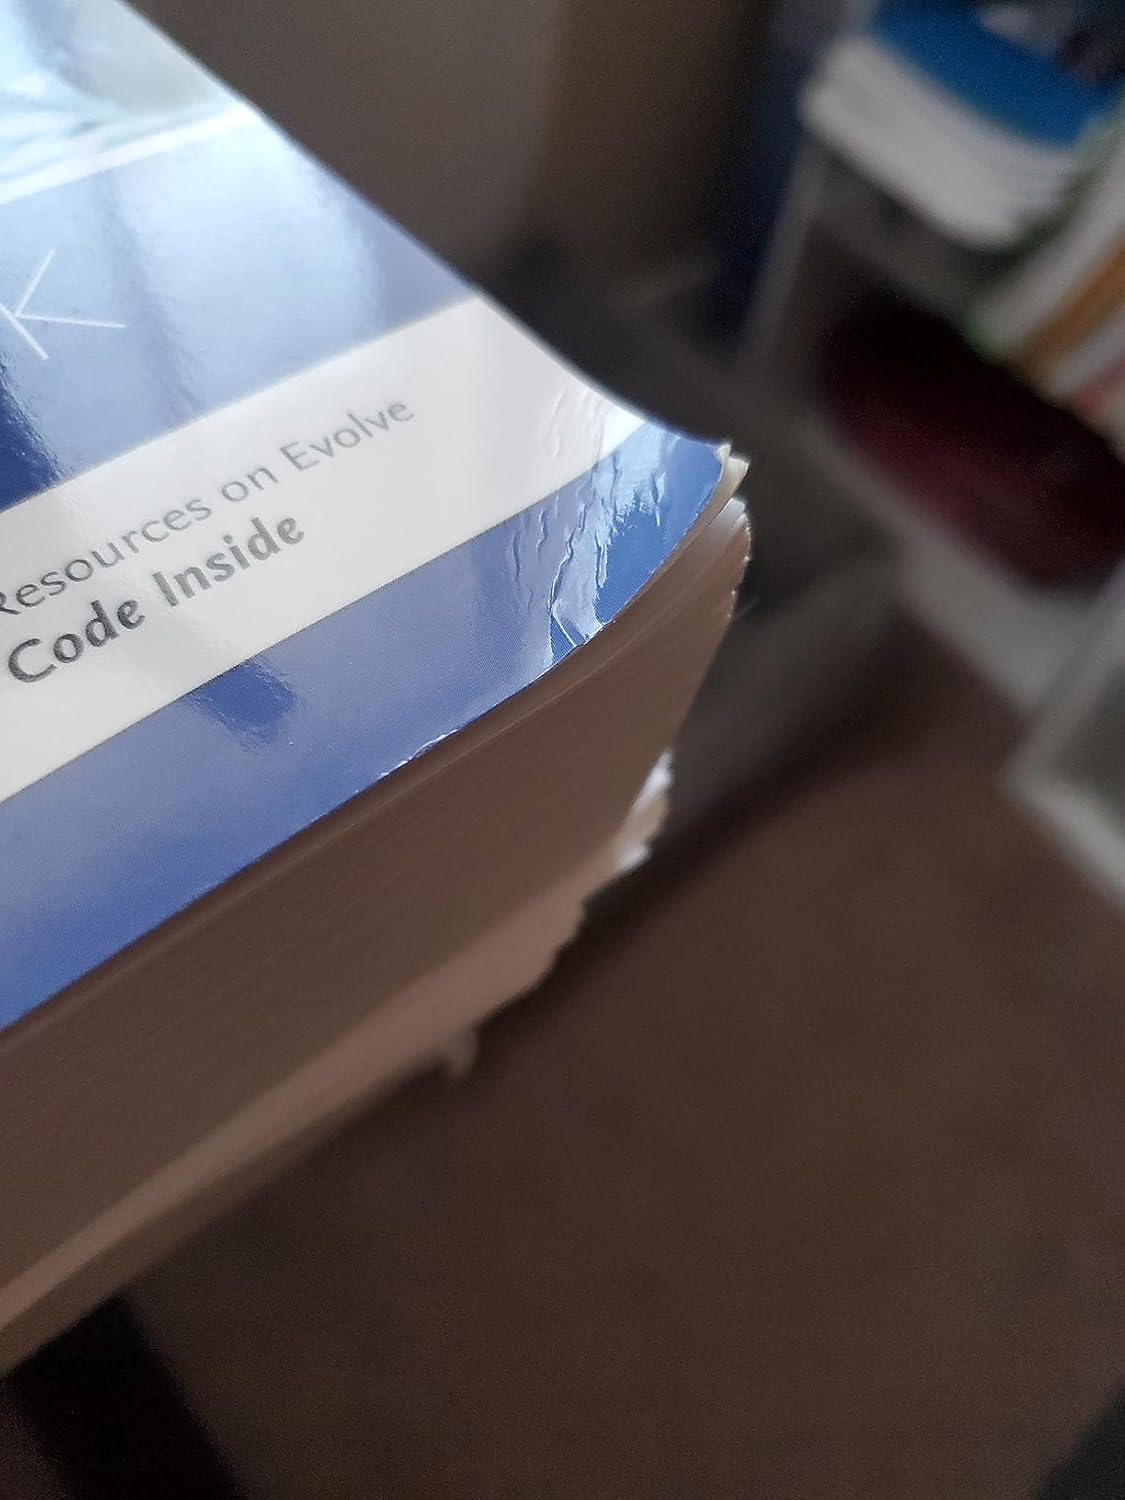 K
Resources on Evolve
Code Inside